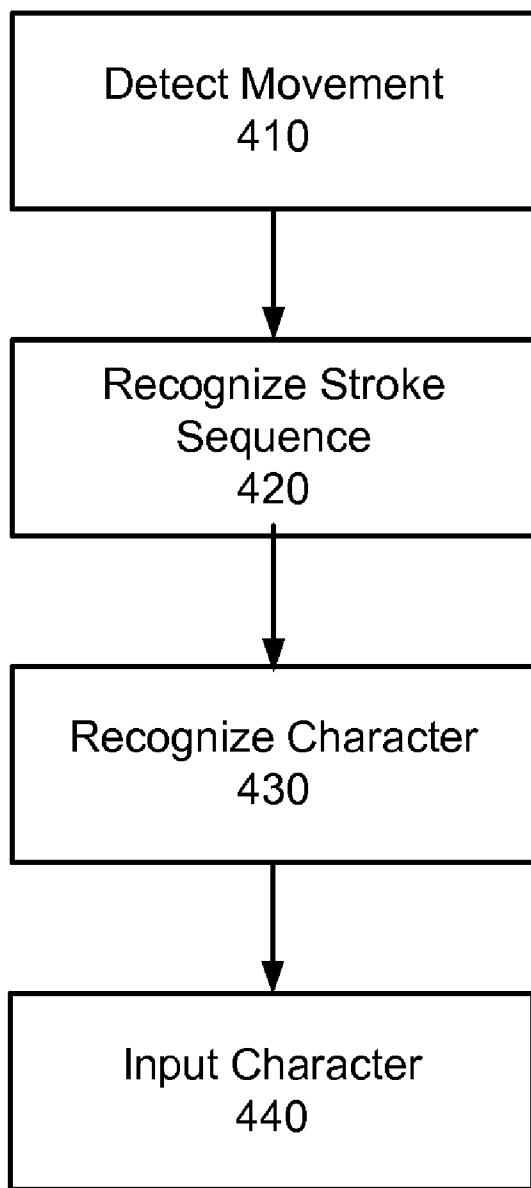 Detect Movement
410
Recognize Stroke
Sequence
420
Recognize Character
430
Input Character
440